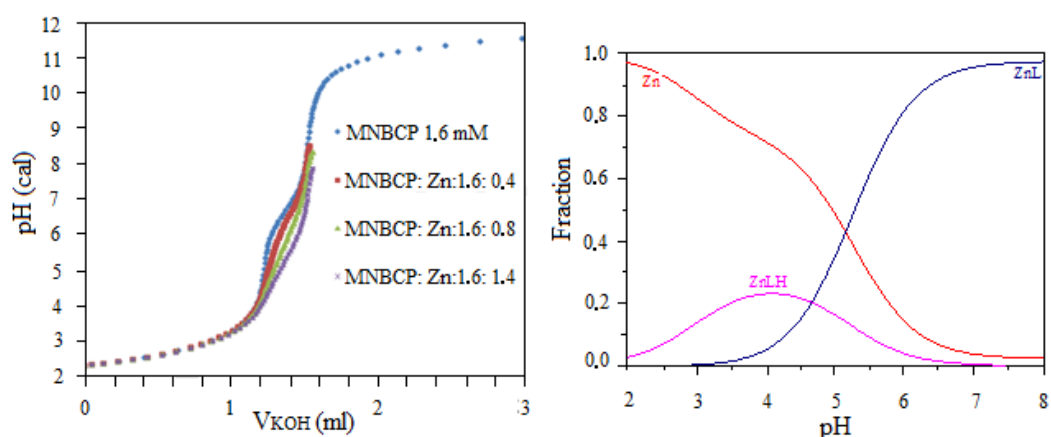 12
11
10
9
8
7
6
5
4
3
2
pH (cal)
0
1
2
3
VKOH (ml)
MNBCP 1.6 mM
MNBCP: Zn:1.6: 0.4
MNBCP: Zn:1.6: 0.8
MNBCP: Zn:1.6: 1.4
1.0
0.8
0.6
0.4
0.2
0.0
Fraction
Zn
ZnL
ZnLH
2
3
4
5
6
7
8
pH